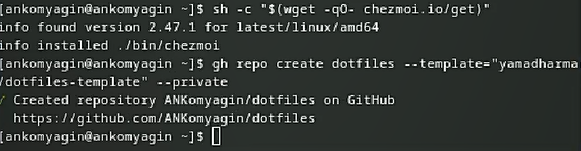 [ankomyagin@ankomyagin ~]$ sh -c "$(wget -qO- chezmoi.io/get)"
info found version 2.47.1 for latest/linux/amd64
info installed ./bin/chezmoi
[ankomyagin@ankomyagin ~]$ gh repo create dotfiles --template="yamadharma
/dotfiles-template" --private
✓ Created repository ANKomyagin/dotfiles on GitHub
  https://github.com/ANKomyagin/dotfiles
[ankomyagin@ankomyagin ~]$